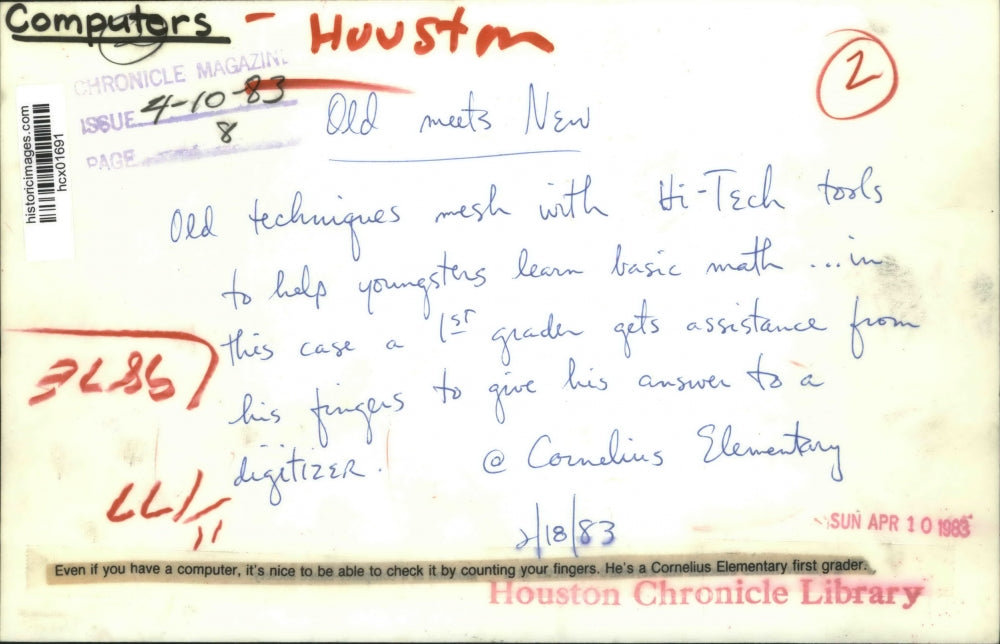 Computers - Houston
2
CHRONICLE MAGAZINE
ISSUE 4-10-83
PAGE 8
historicimages.com
hcx01691
Old meets New
Old techniques mesh with Hi-Tech tools
to help youngsters learn basic math ...in
this case a 1st grader gets assistance from
his fingers to give his answer to a
digitizer. @ Cornelius Elementary
2/18/83
SUN APR 10 1983
Even if you have a computer, it's nice to be able to check it by counting your fingers. He's a Cornelius Elementary first grader.
Houston Chronicle Library